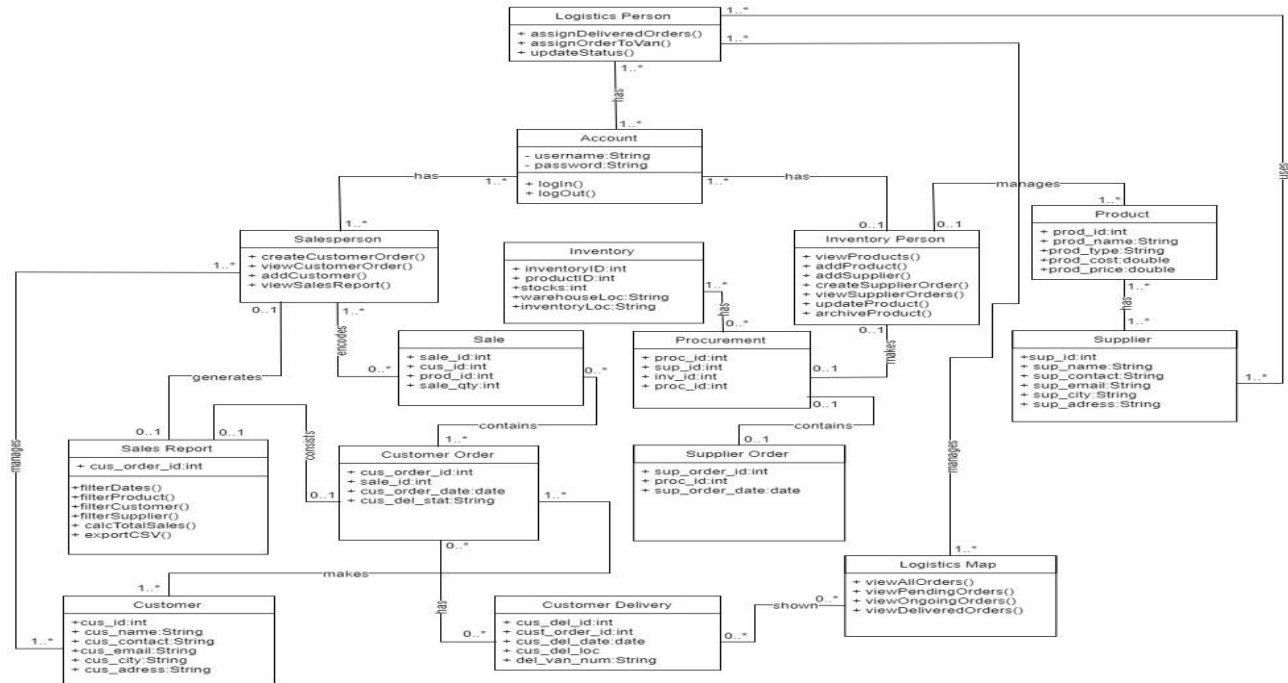 Logistics Person
+ assignDeliveredOrders()
+ assignOrderToVan()
+ updateStatus()
1..*
1..*
1..*
has
uses
1..*
Account
- username:String
- password:String
+ logIn()
+ logOut()
has
1..*
1..*
has
1..*
0..1
manages
0..1
1..*
Product
+ prod_id:int
+ prod_name:String
+prod_type:String
+prod_cost:double
+prod_price:double
Salesperson
+ createCustomerOrder()
+ viewCustomerOrder()
+ addCustomer()
+ viewSalesReport()
1..*
0..1
1..*
Inventory
+ inventoryID:int
+ productID:int
+stocks:int
+warehouseLoc:String
+inventoryLoc:String
1..*
has
0..*
Inventory Person
+ viewProducts()
+ addProduct()
+ addSupplier()
+ createSupplierOrder()
+ viewSupplierOrders()
+ updateProduct()
+ archiveProduct()
0..1
makes
0..1
1..*
has
1..*
Supplier
+sup_id:int
+ sup_name:String
+ sup_contact:String
+ sup_email:String
+ sup_city:String
+ sup_adress:String
1..*
encodes
0..*
Sale
+ sale_id:int
+ cus_id:int
+ prod_id:int
+ sale_qty:int
0..*
contains
1..*
Procurement
+ proc_id:int
+ sup_id:int
+ inv_id:int
+ proc_id:int
0..1
contains
0..1
generates
0..1
0..1
consists
0..1
manages
manages
Sales Report
+ cus_order_id:int
+filterDates()
+filterProduct()
+filterCustomer()
+filterSupplier()
+ calcTotalSales()
+ exportCSV()
Customer Order
+ cus_order_id:int
+ sale_id:int
+ cus_order_date:date
+ cus_del_stat:String
1..*
0..*
Supplier Order
+ sup_order_id:int
+ proc_id:int
+ sup_order_date:date
makes
1..*
has
0..*
1..*
Customer
+cus_id:int
+ cus_name:String
+ cus_contact:String
+cus_email:String
+ cus_city:String
+ cus_adress:String
1..*
Customer Delivery
+ cus_del_id:int
+ cust_order_id:int
+ cus_del_date:date
+ cus_del_loc
+ del_van_num:String
0..*
shown
0..*
Logistics Map
+ viewAllOrders()
+ viewPendingOrders()
+ viewOngoingOrders()
+ viewDeliveredOrders()